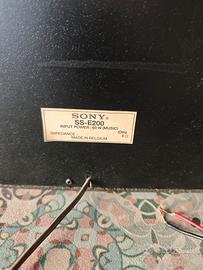 SONY
SS-E200
INPUT POWER : 60 W (MUSIC)
IMPEDANCE
MADE IN BELGIUM